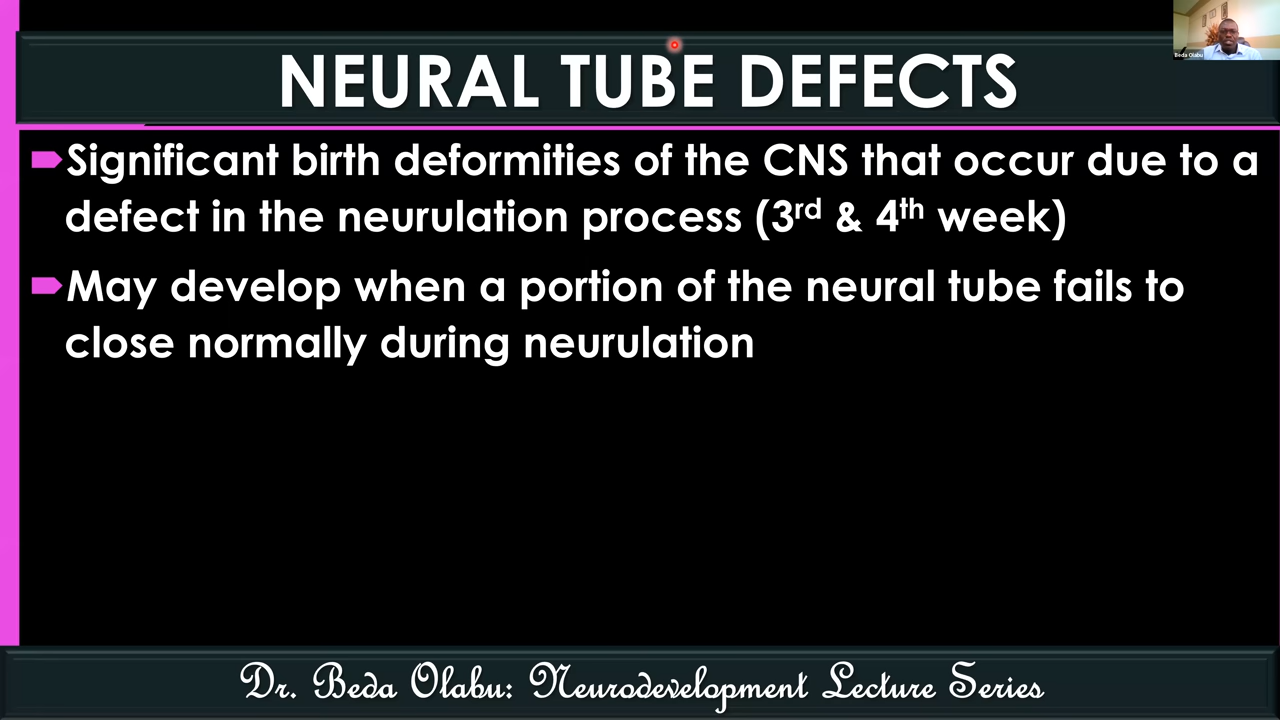 Beda Olabu
NEURAL TUBE DEFECTS
Significant birth deformities of the CNS that occur due to a
defect in the neurulation process (3rd & 4th week)
May develop when a portion of the neural tube fails to
close normally during neurulation
Dr. Beda Olabu: Neurodevelopment Lecture Series